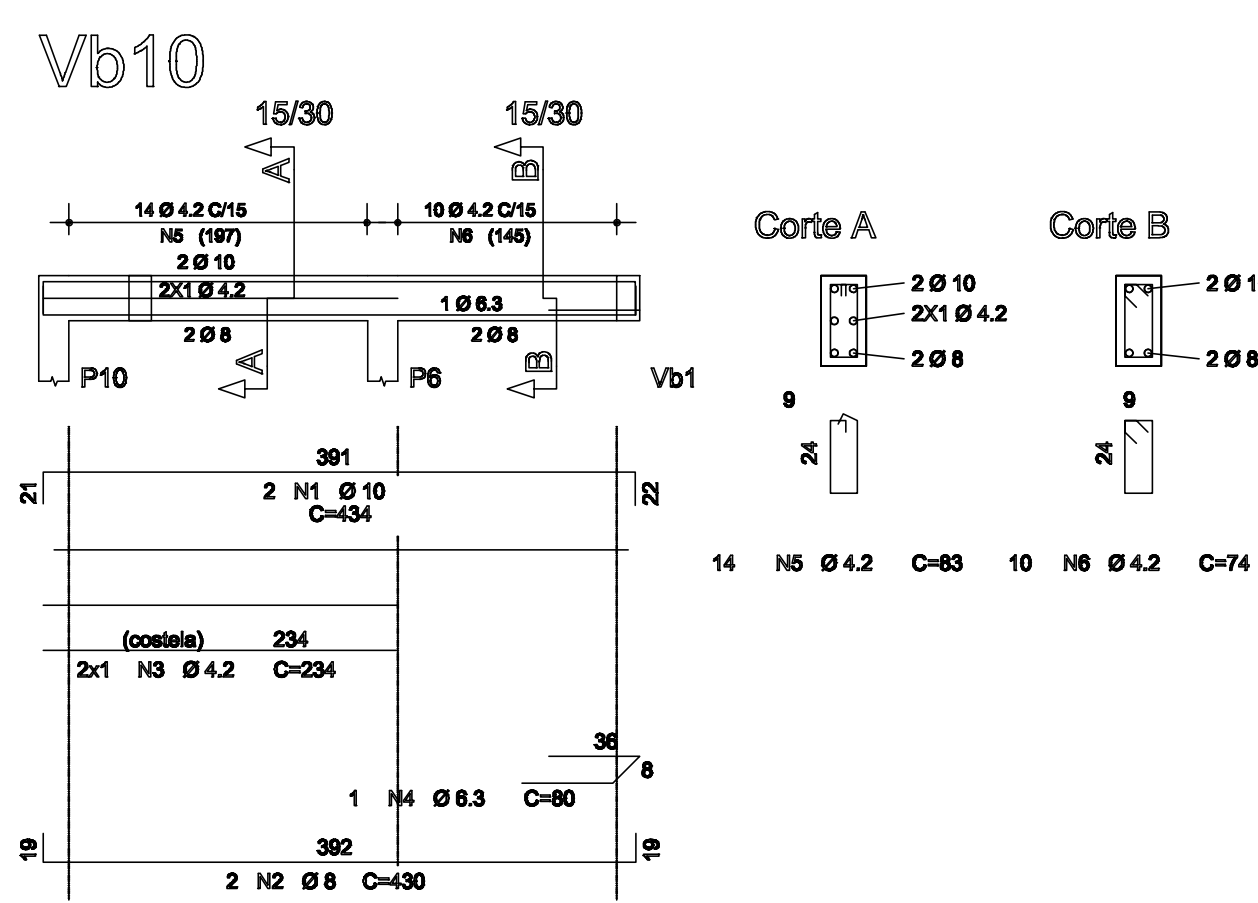 Vb10
15/30 15/30
A B
14 Ø 4.2 C/15 10 Ø 4.2 C/15
N5 (197) N6 (145)
2 Ø 10
2X1 Ø 4.2
1 Ø 6.3
2 Ø 8 2 Ø 8
A B
P10 P6 Vb1
Corte A Corte B
2 Ø 10 2 Ø 1
2X1 Ø 4.2
2 Ø 8 2 Ø 8
9 9
24 24
14 N5 Ø 4.2 C=83 10 N6 Ø 4.2 C=74
391
21 2 N1 Ø 10 22
C=434
(costela) 234
2x1 N3 Ø 4.2 C=234
36
8
1 N4 Ø 6.3 C=80
19 392 19
2 N2 Ø 8 C=430